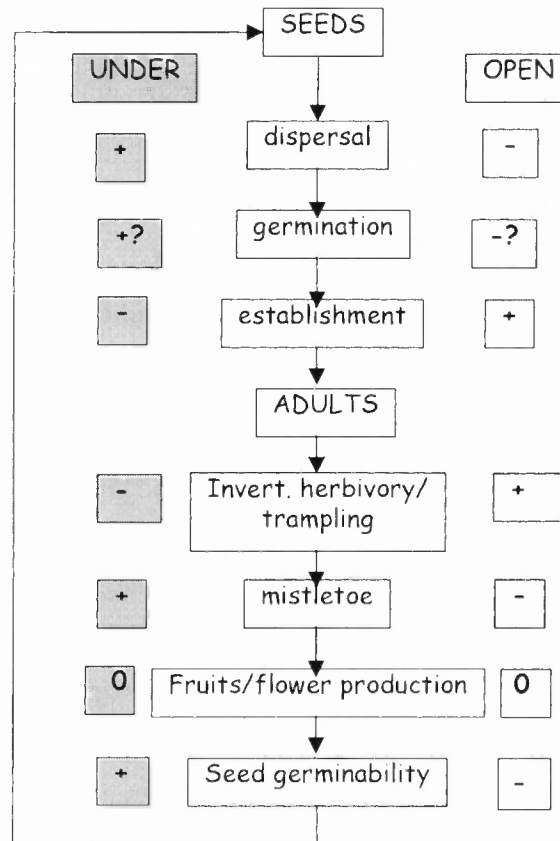 SEEDS
UNDER
OPEN
+
dispersal
-
+?
germination
-?
-
establishment
+
ADULTS
-
Invert. herbivory/
trampling
+
+
mistletoe
-
0
Fruits/flower production
0
+
Seed germinability
-